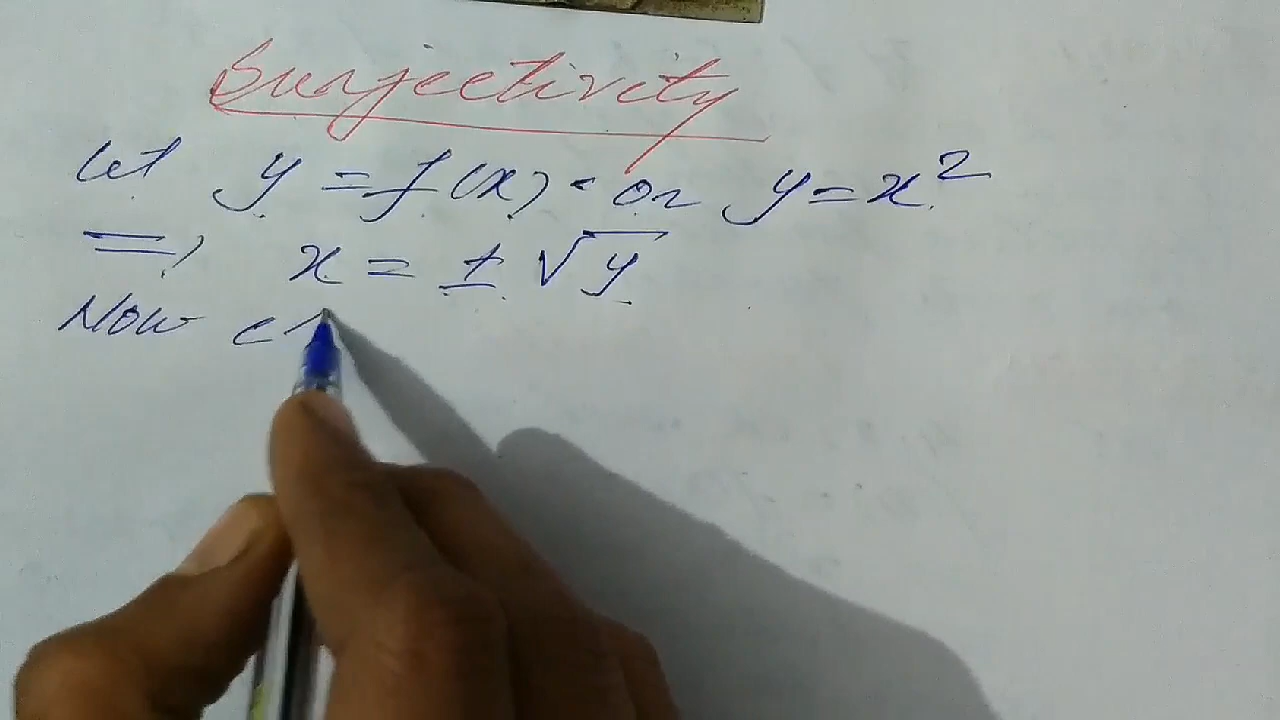 Surjectivity
Let y = f(x) . or y = x²
⇒, x = ± √y
Now